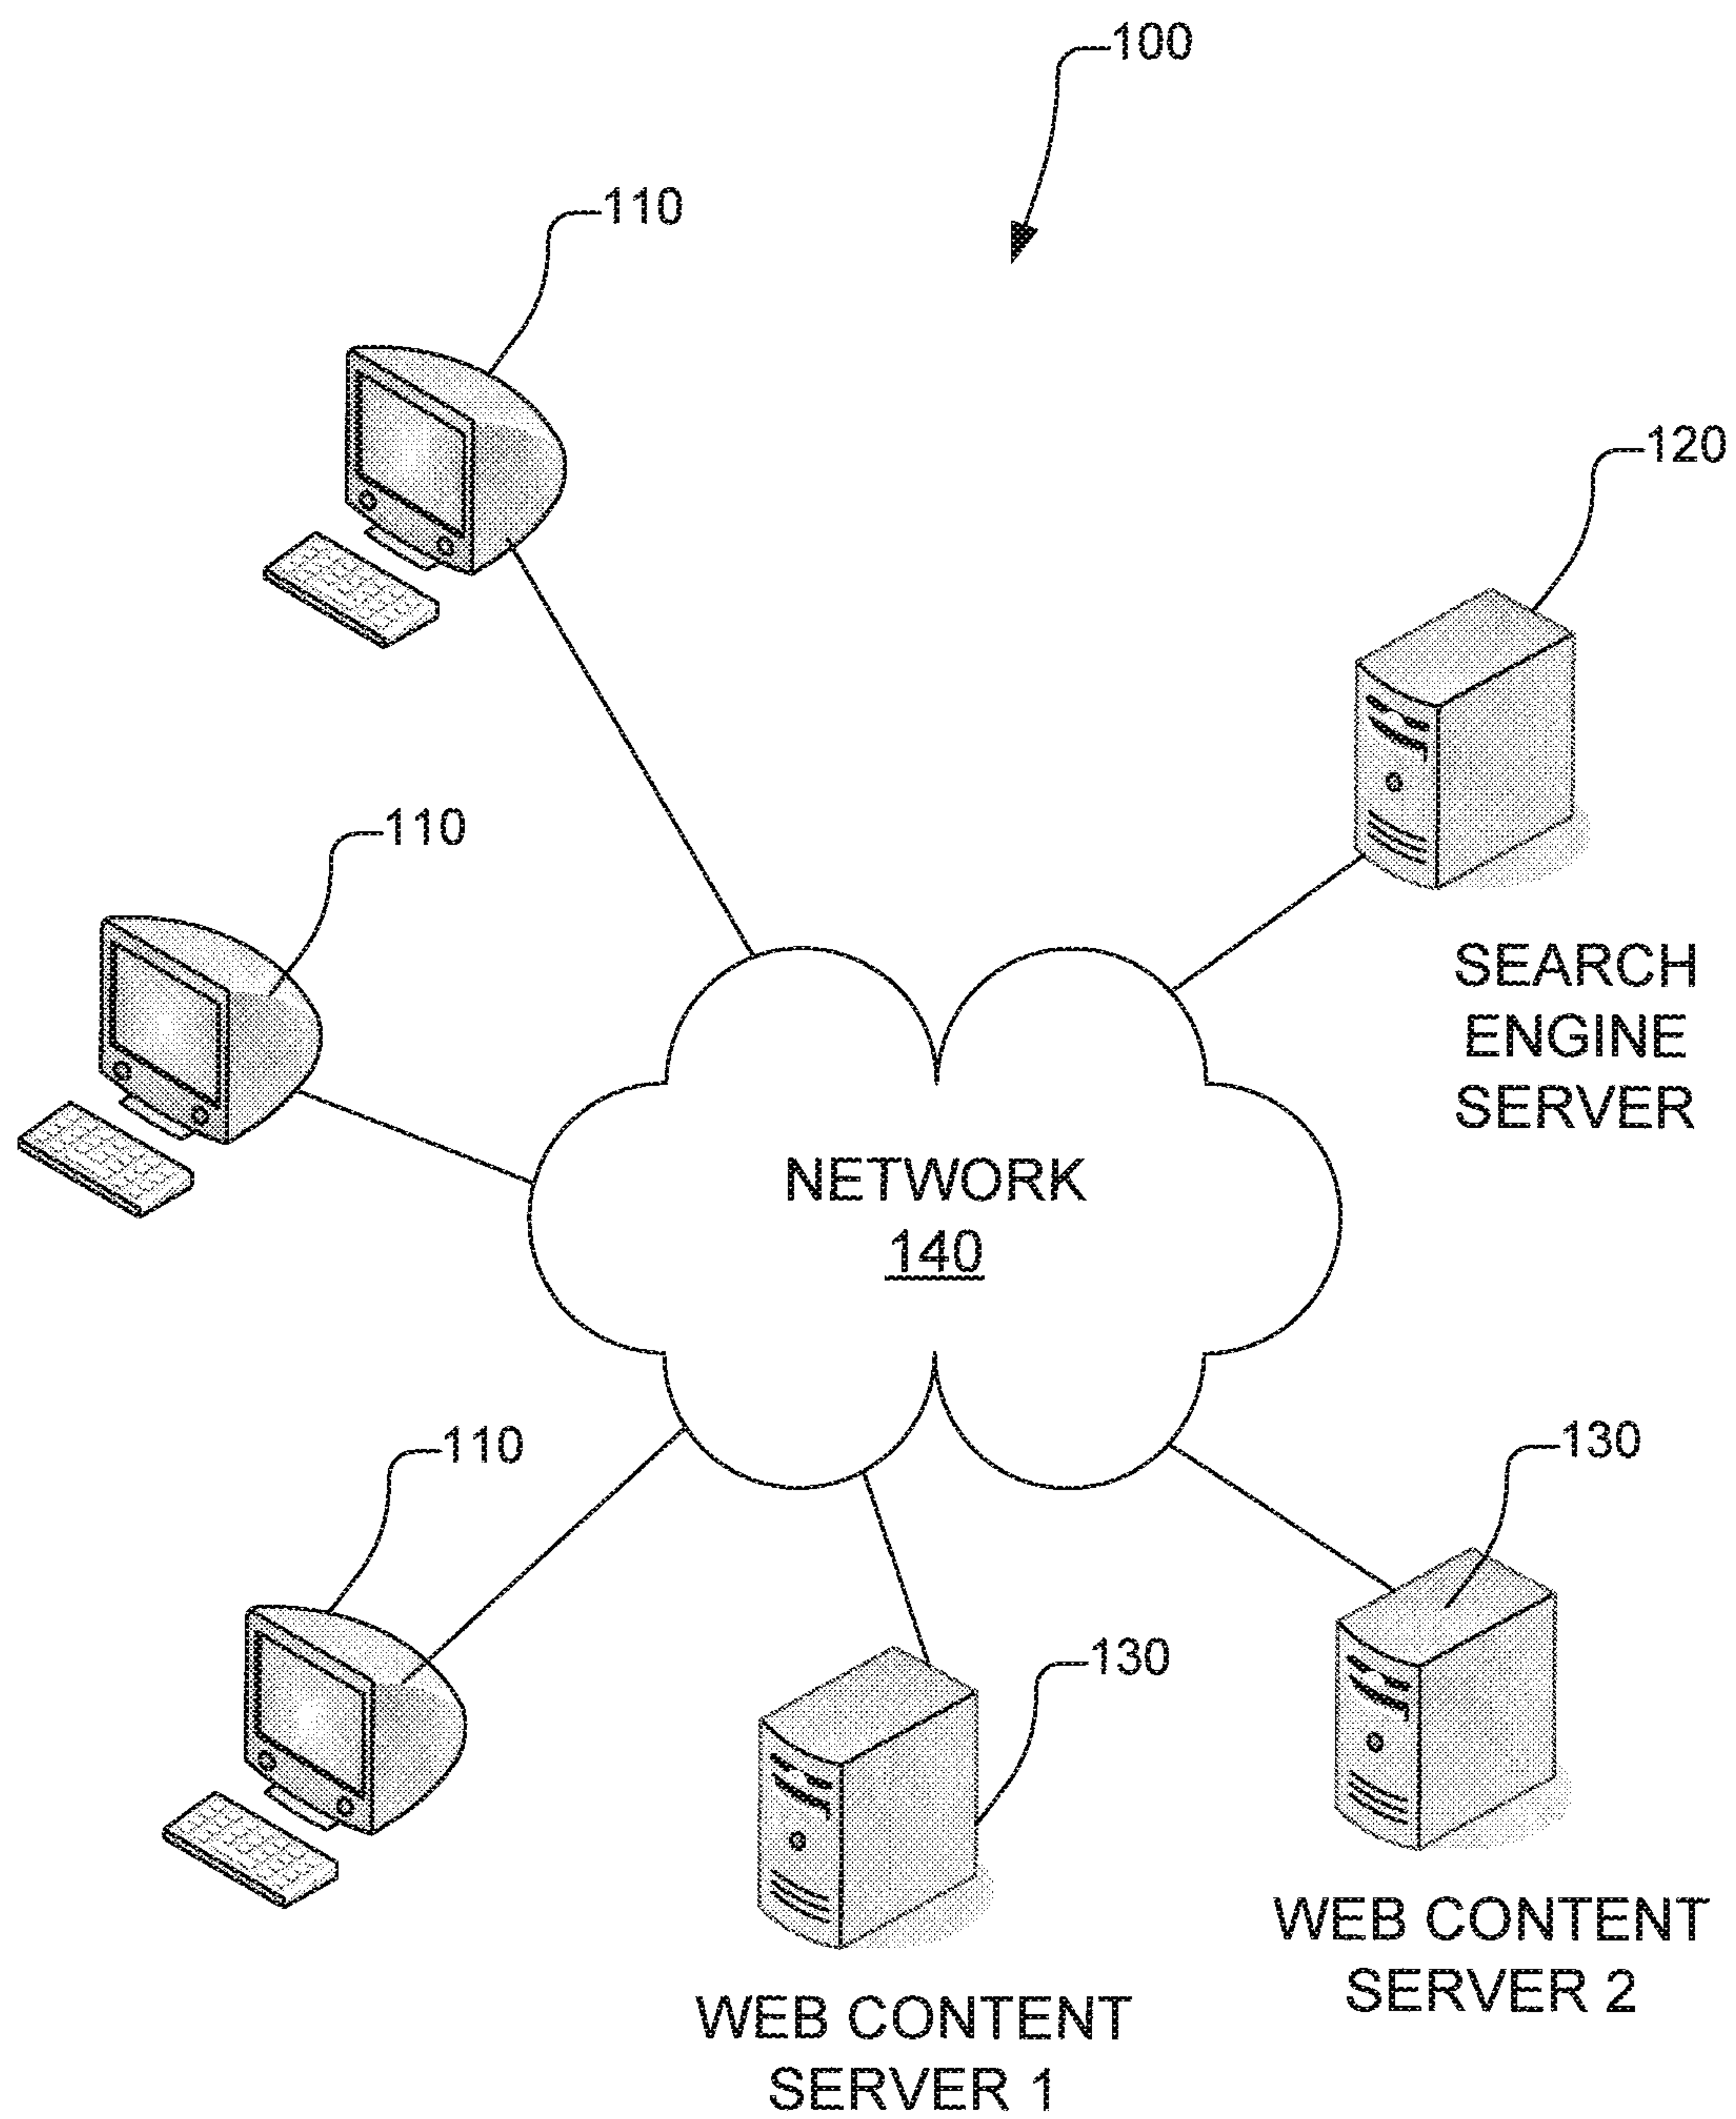 100
110
120
110
SEARCH
ENGINE
SERVER
NETWORK
140
110
130
130
WEB CONTENT
SERVER 2
WEB CONTENT
SERVER 1